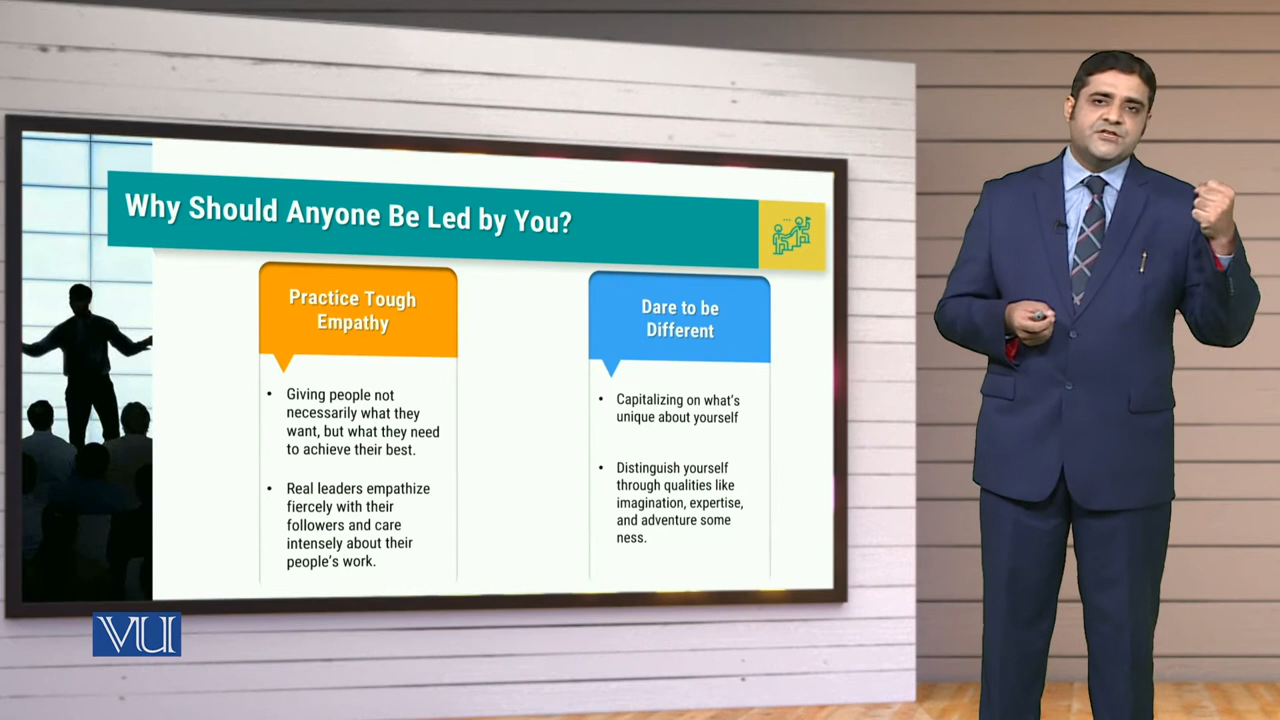 Why Should Anyone Be Led by You?
Practice Tough
Empathy
• Giving people not
necessarily what they
want, but what they need
to achieve their best.
• Real leaders empathize
fiercely with their
followers and care
intensely about their
people's work.
Dare to be
Different
• Capitalizing on what's
unique about yourself
• Distinguish yourself
through qualities like
imagination, expertise,
and adventure some
ness.
VU